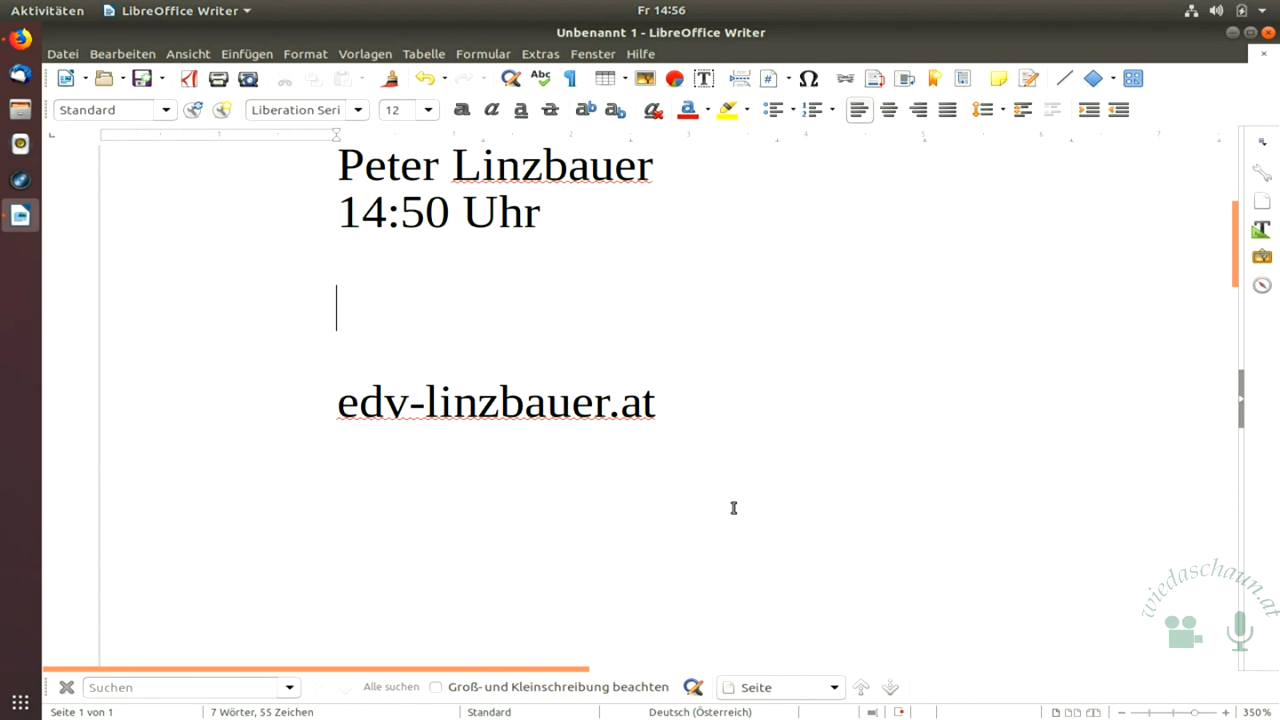 Aktivitäten LibreOffice Writer Fr 14:56
Unbenannt 1 - LibreOffice Writer
Datei Bearbeiten Ansicht Einfügen Format Vorlagen Tabelle Formular Extras Fenster Hilfe
Standard Liberation Seri 12
Peter Linzbauer
14:50 Uhr
edv-linzbauer.at
wiedaschaun.at
Suchen Alle suchen Groß- und Kleinschreibung beachten Seite
Seite 1 von 1 7 Wörter, 55 Zeichen Standard Deutsch (Österreich) 350%